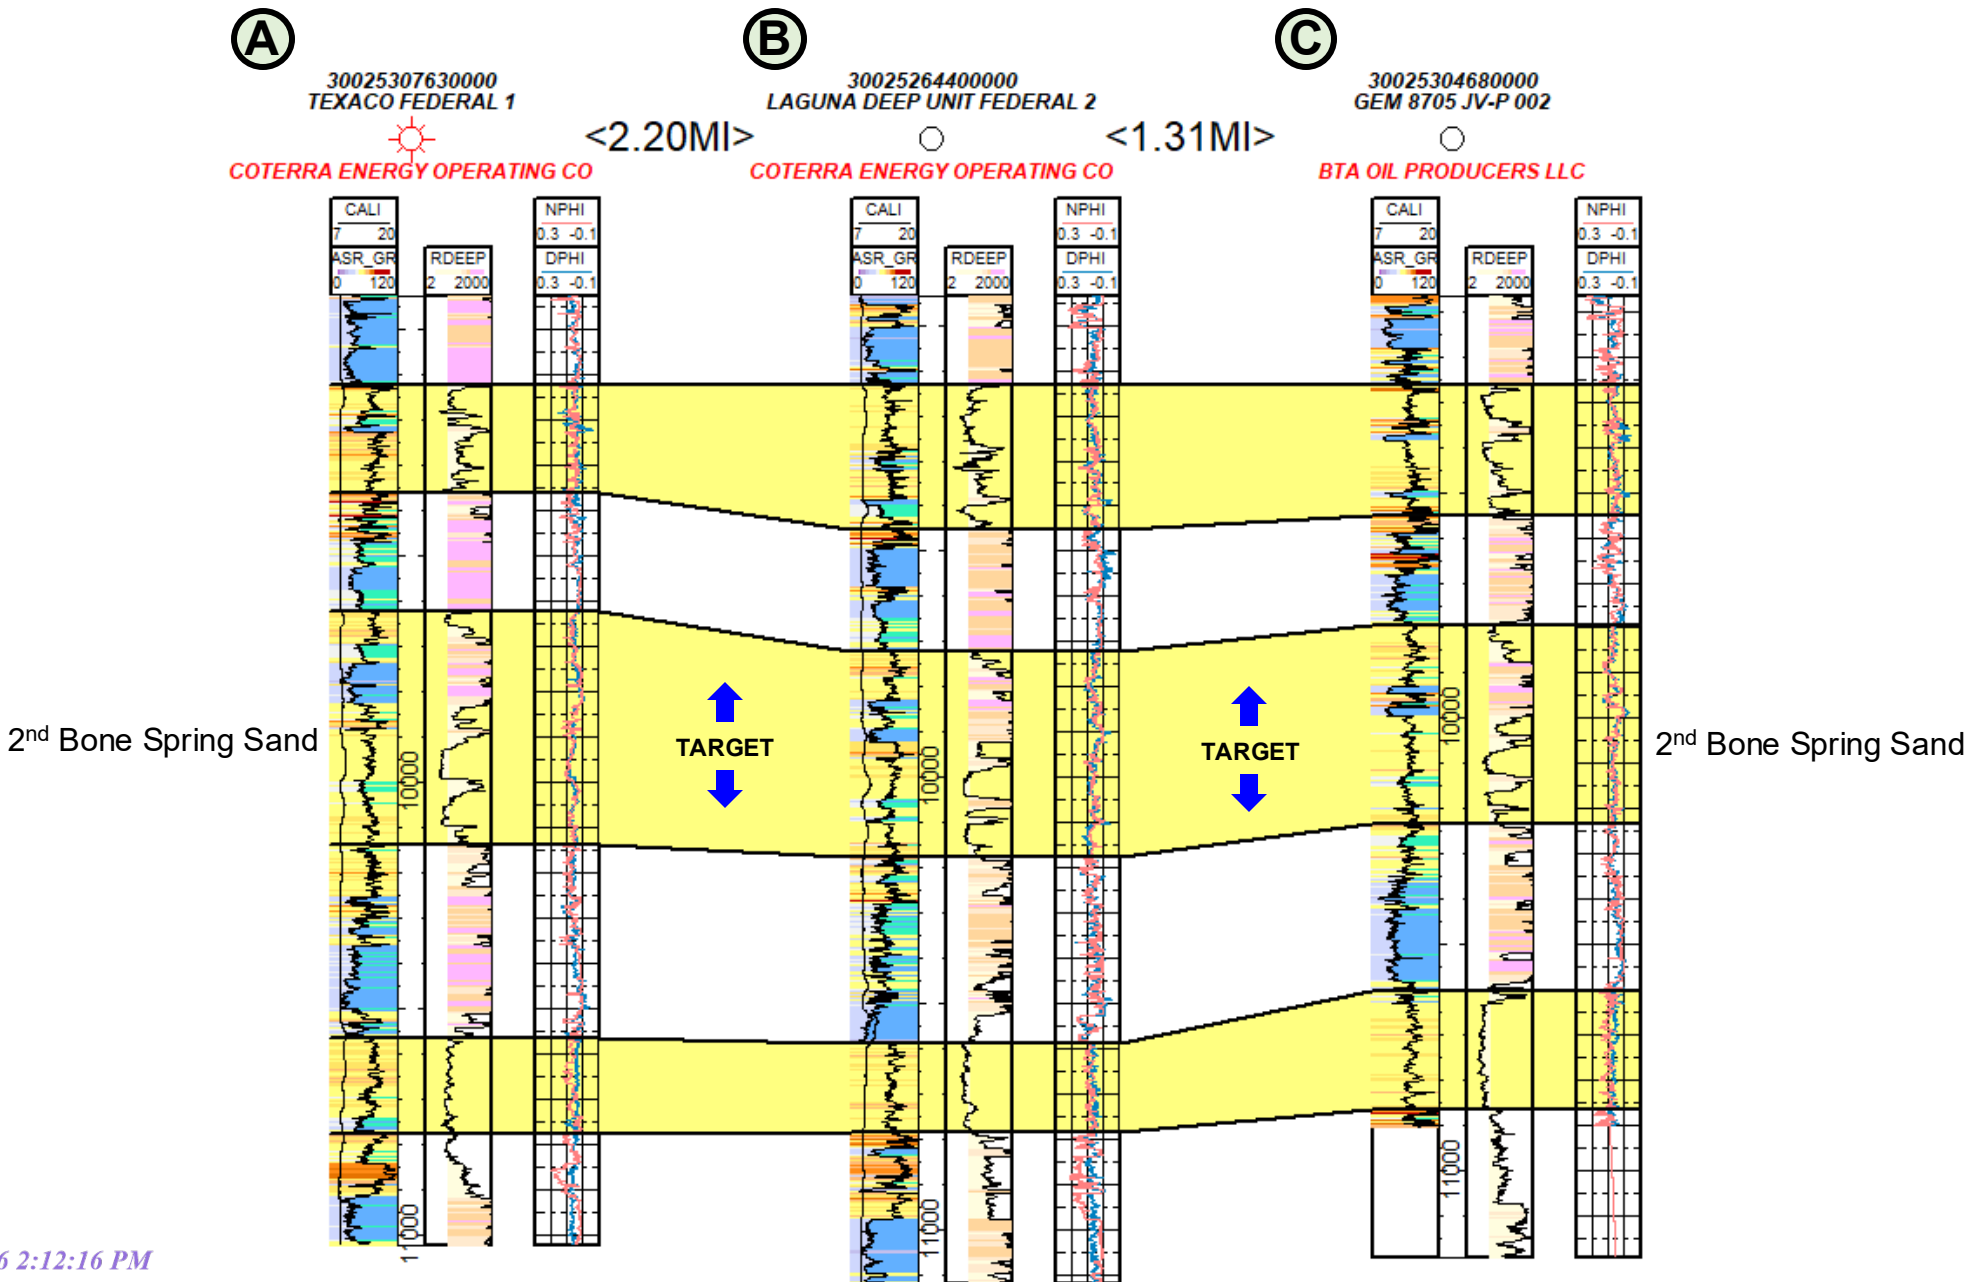 A
B
C
30025307630000
TEXACO FEDERAL 1
30025264400000
LAGUNA DEEP UNIT FEDERAL 2
30025304680000
GEM 8705 JV-P 002
<2.20MI>
<1.31MI>
COTERRA ENERGY OPERATING CO
COTERRA ENERGY OPERATING CO
BTA OIL PRODUCERS LLC
CALI
7 20
ASR_GR
0 120
RDEEP
2 2000
NPHI
0.3 -0.1
DPHI
0.3 -0.1
CALI
7 20
ASR_GR
0 120
RDEEP
2 2000
NPHI
0.3 -0.1
DPHI
0.3 -0.1
CALI
7 20
ASR_GR
0 120
RDEEP
2 2000
NPHI
0.3 -0.1
DPHI
0.3 -0.1
2nd Bone Spring Sand
TARGET
TARGET
2nd Bone Spring Sand
10000
10000
10000
11000
11000
11000
6 2:12:16 PM